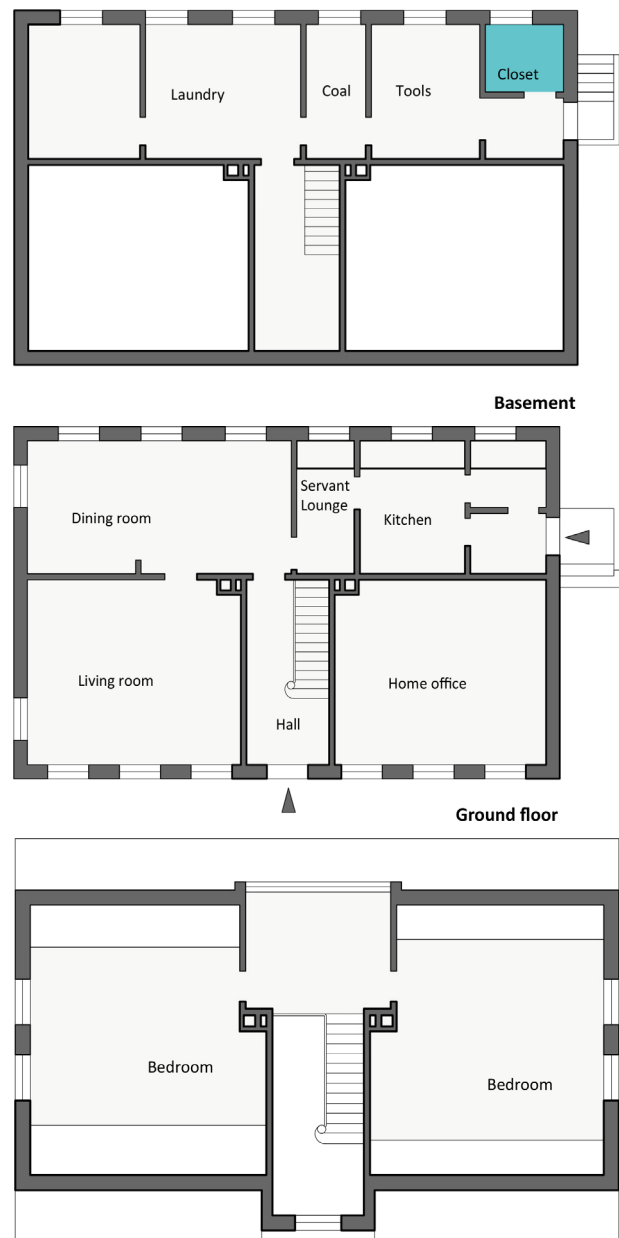 Closet
Laundry
Coal
Tools
Basement
Servant
Lounge
Dining room
Kitchen
Living room
Home office
Hall
Ground floor
Bedroom
Bedroom